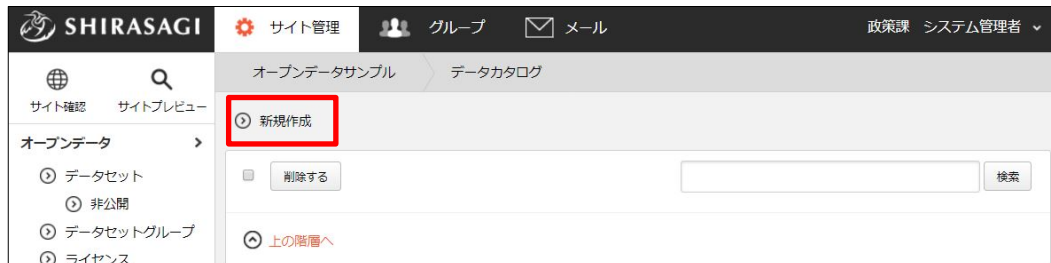 SHIRASAGI
サイト管理 グループ メール 政策課 システム管理者
サイト確認 サイトプレビュー
オープンデータサンプル データカタログ
新規作成
オープンデータ
データセット
非公開
データセットグループ
ライセンス
削除する 検索
上の階層へ